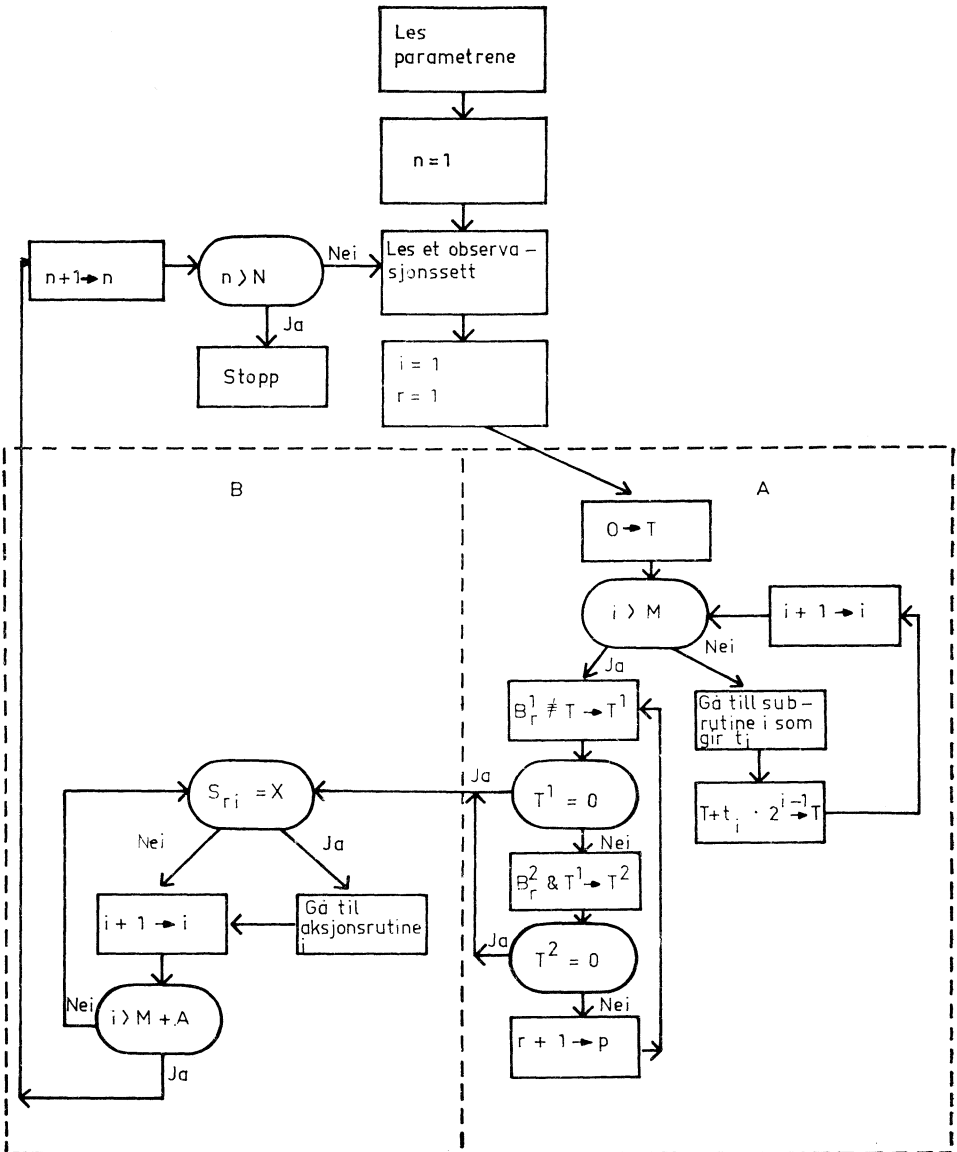 Les
parametrene
n = 1
Les et observa –
sjonssett
n+1→n
n > N
Nei
Ja
Stopp
i = 1
r = 1
B
A
0 → T
i > M
i + 1 → i
Nei
Ja
B¹ᵣ ≢ T → T¹
Gå till sub–
rutine i som
gir tᵢ
T+tᵢ · 2ⁱ⁻¹→T
Sᵣᵢ = X
Ja
T¹ = 0
Nei
Ja
Nei
B²ᵣ & T¹→ T²
i + 1 → i
Gå til
aksjonsrutine
i
Ja
T² = 0
Nei
Nei
i > M + A
r + 1 → p
Ja